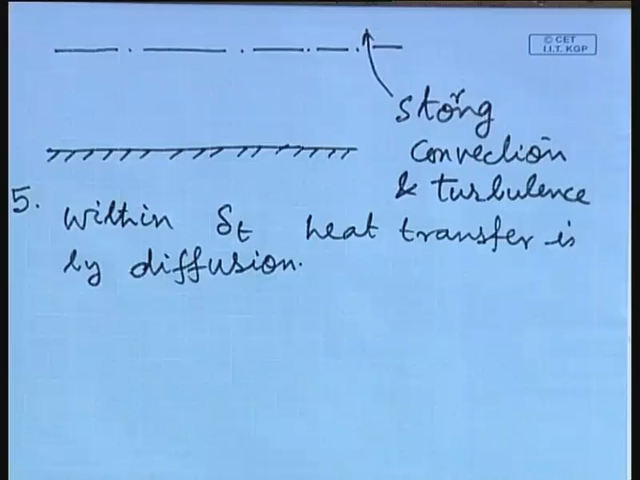 © CET
I.I.T. KGP
strong
convection
& turbulence
5. within δt heat transfer is
by diffusion.